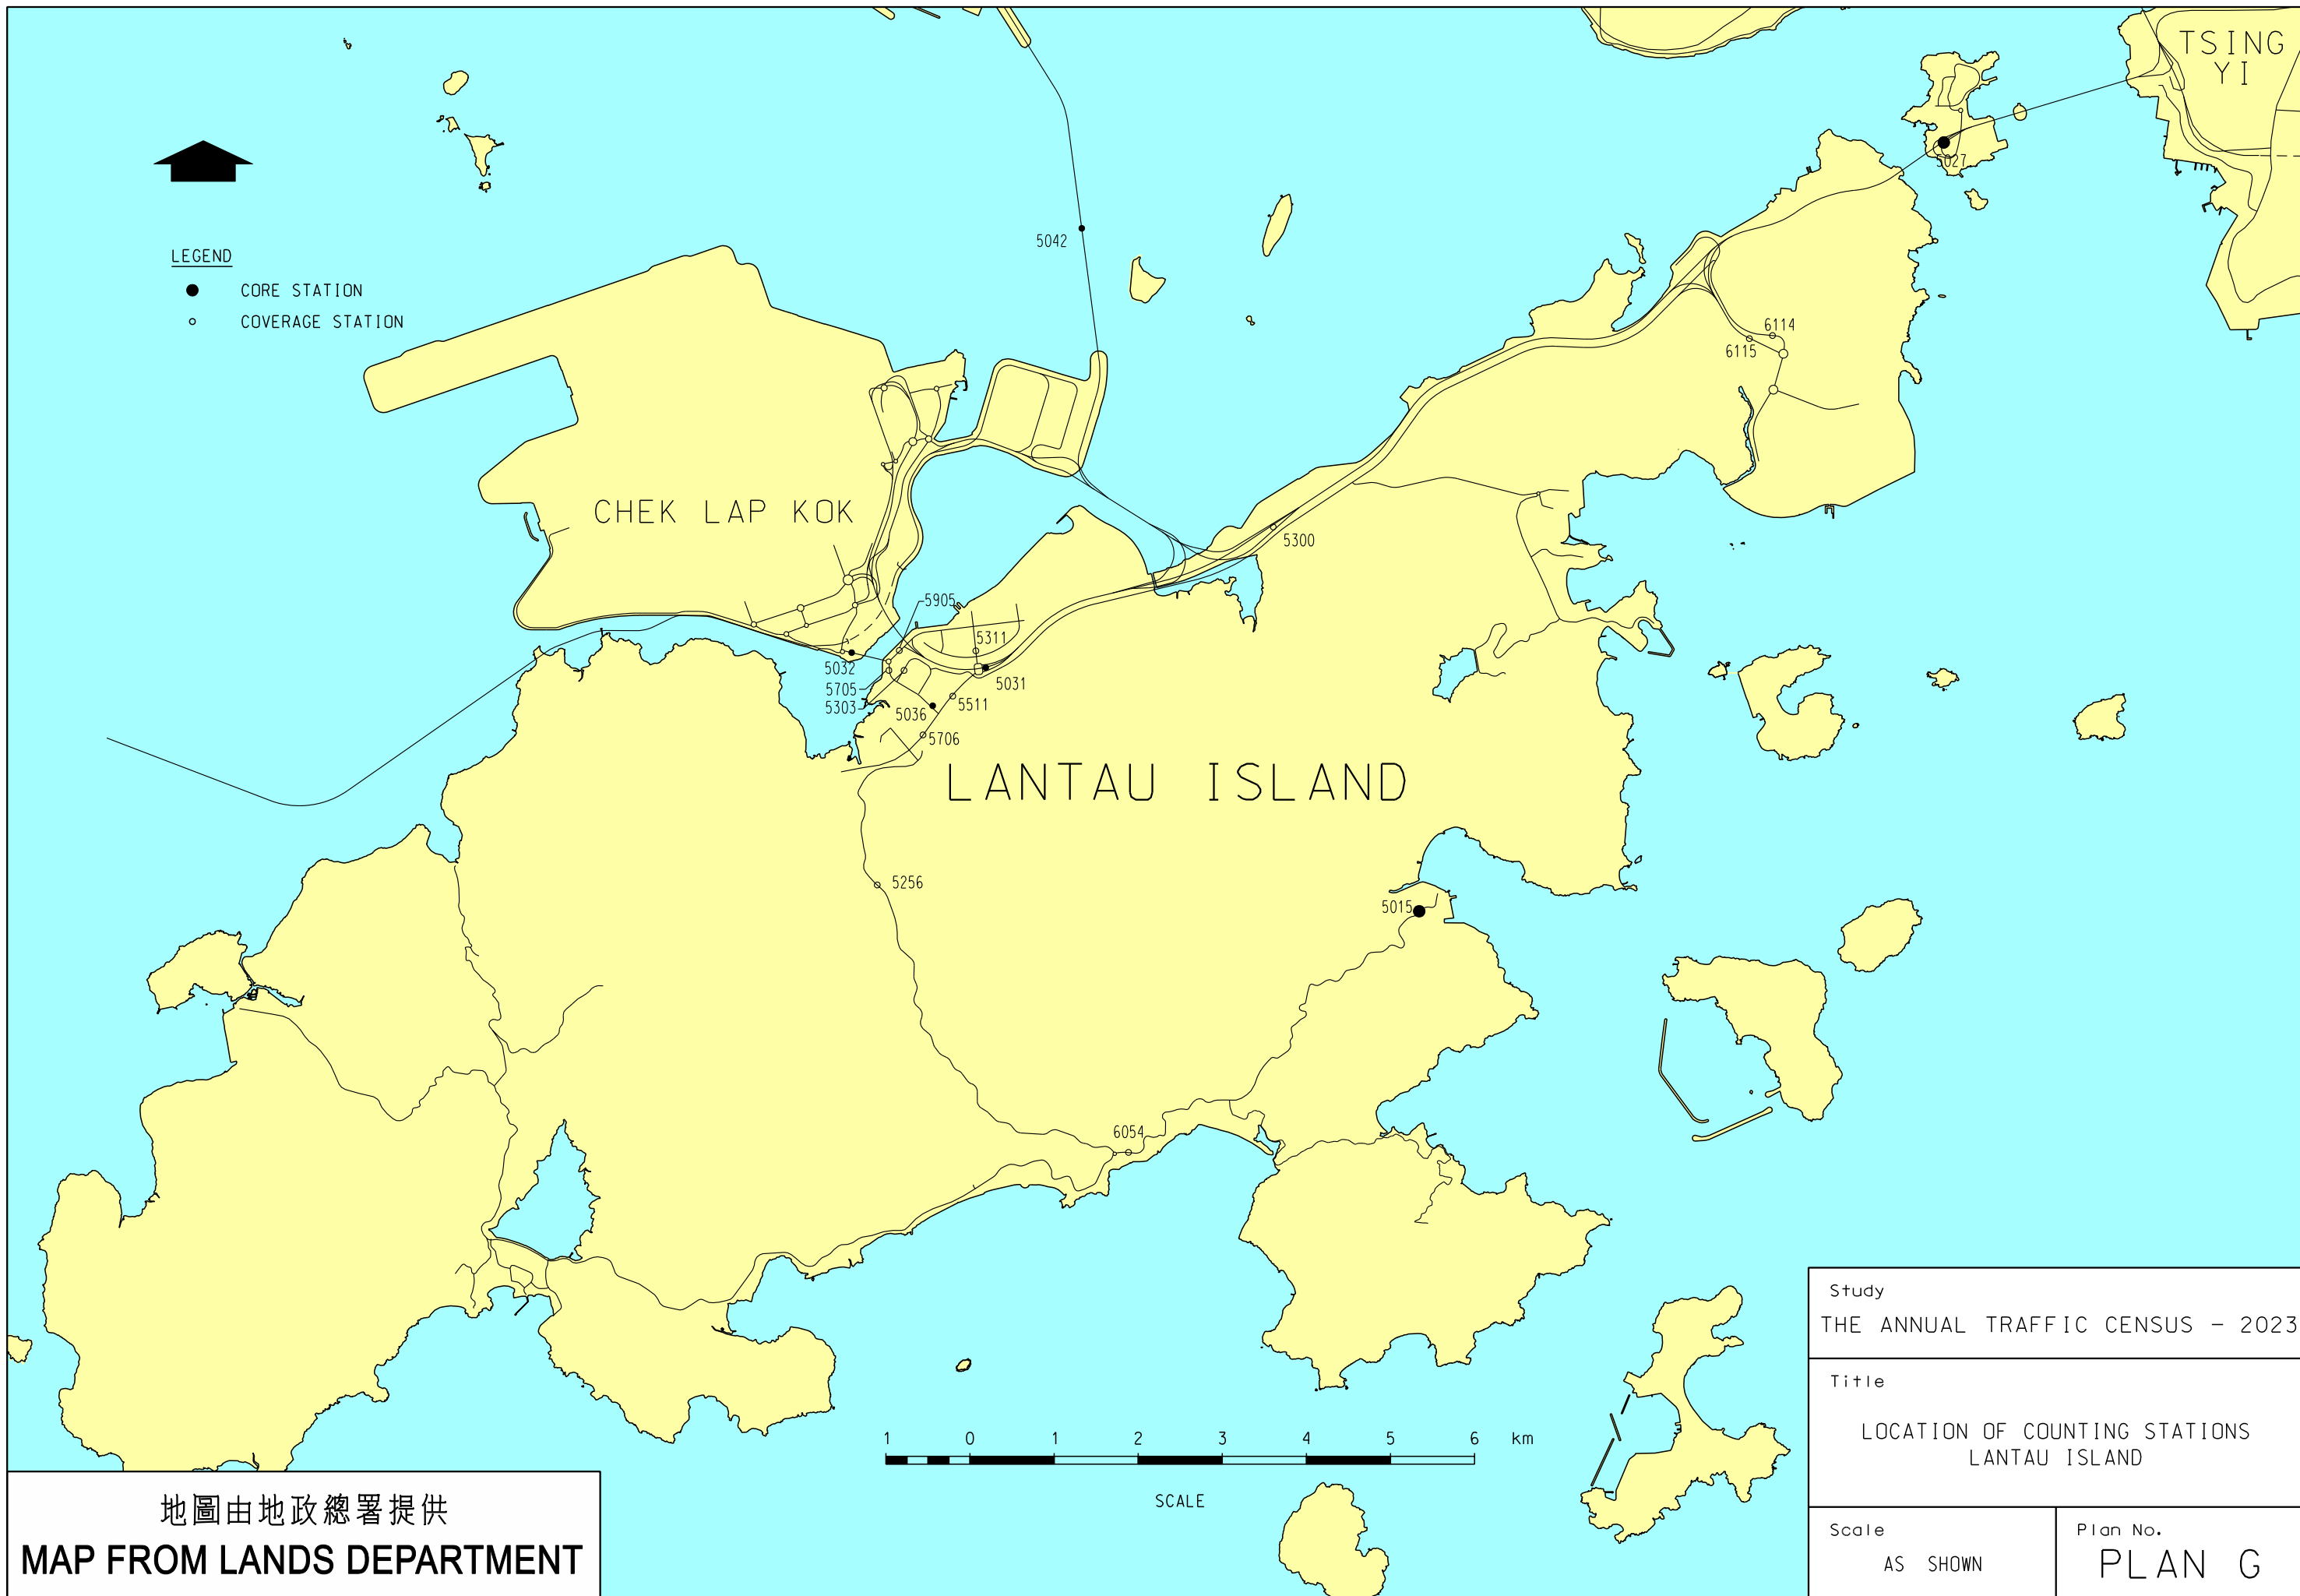 TSING
YI
5027
5042
LEGEND
CORE STATION
COVERAGE STATION
6114
6115
CHEK LAP KOK
5300
5905
5311
5032
5031
5705
5303
5036
5511
5706
LANTAU ISLAND
5256
5015
6054
Study
THE ANNUAL TRAFFIC CENSUS - 2023
Title
LOCATION OF COUNTING STATIONS
LANTAU ISLAND
1 0 1 2 3 4 5 6 km
SCALE
地圖由地政總署提供
MAP FROM LANDS DEPARTMENT
Scale
AS SHOWN
Plan No.
PLAN G